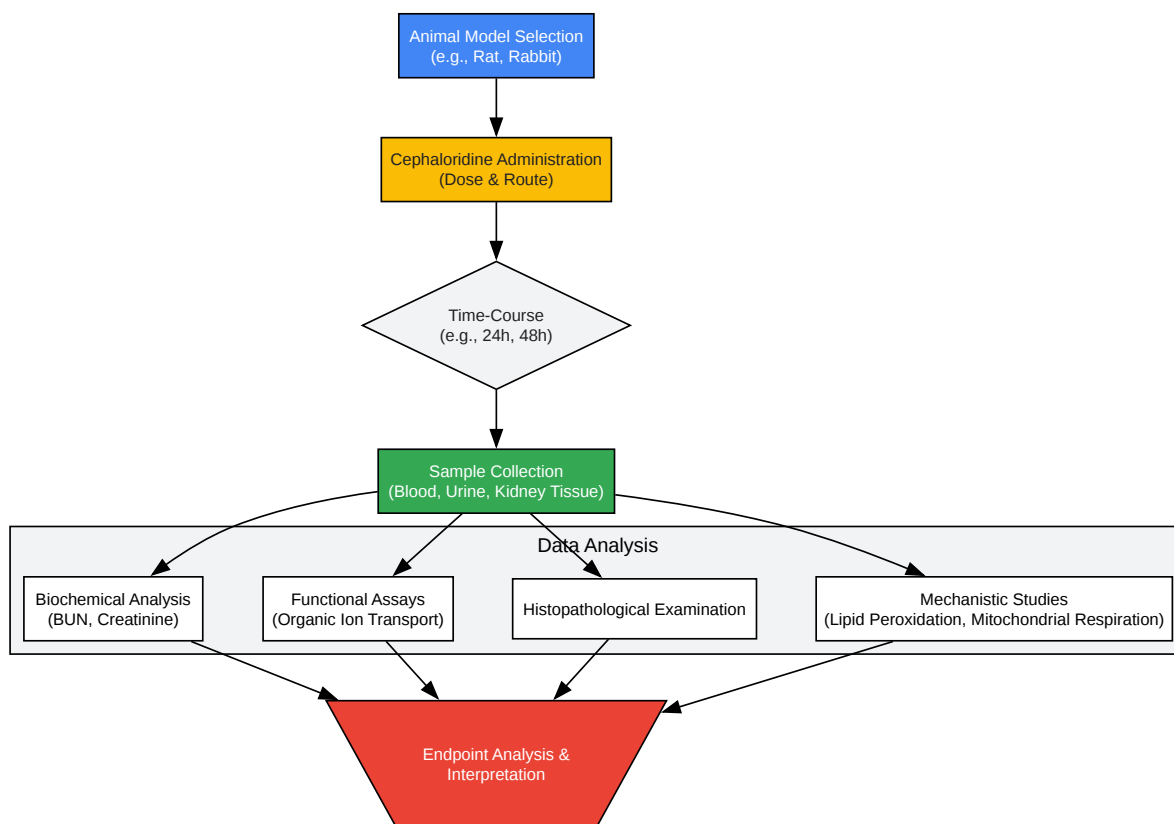 Animal Model Selection
(e.g., Rat, Rabbit)
Cephaloridine Administration
(Dose & Route)
Time-Course
(e.g., 24h, 48h)
Sample Collection
(Blood, Urine, Kidney Tissue)
Data Analysis
Biochemical Analysis
(BUN, Creatinine)
Functional Assays
(Organic Ion Transport)
Histopathological Examination
Mechanistic Studies
(Lipid Peroxidation, Mitochondrial Respiration)
Endpoint Analysis &
Interpretation